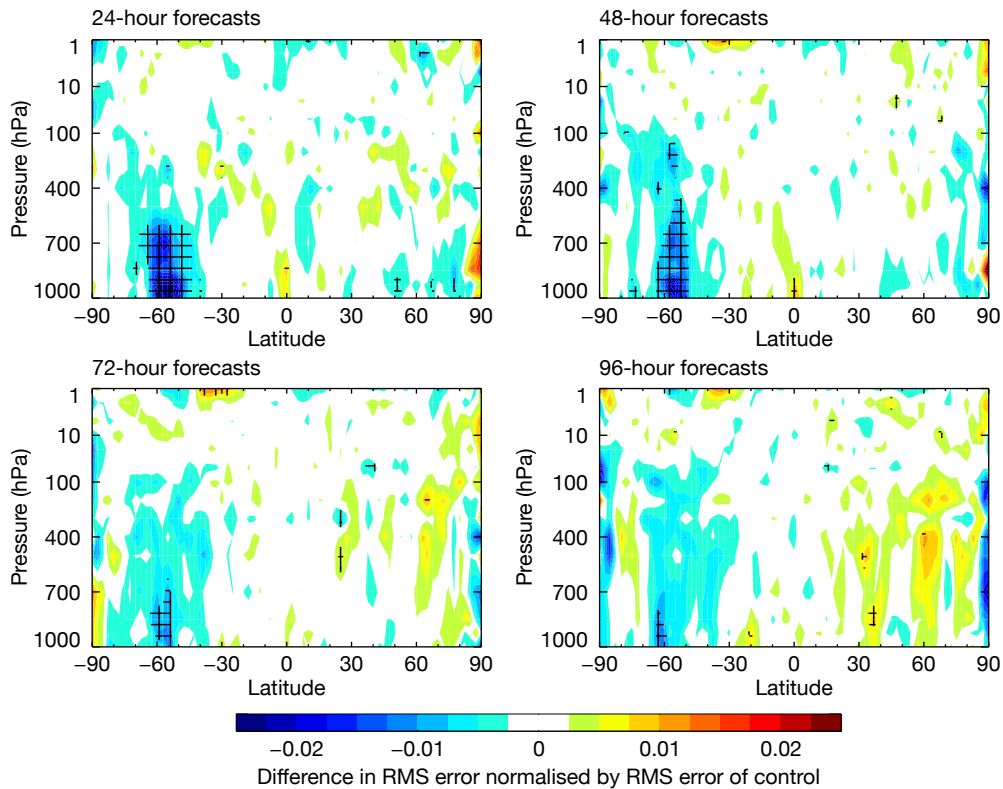 24-hour forecasts
48-hour forecasts
1
10
100
400
700
1000
Pressure (hPa)
−90 −60 −30 0 30 60 90
Latitude
1
10
100
400
700
1000
Pressure (hPa)
−90 −60 −30 0 30 60 90
Latitude
72-hour forecasts
96-hour forecasts
1
10
100
400
700
1000
Pressure (hPa)
−90 −60 −30 0 30 60 90
Latitude
1
10
100
400
700
1000
Pressure (hPa)
−90 −60 −30 0 30 60 90
Latitude
−0.02 −0.01 0 0.01 0.02
Difference in RMS error normalised by RMS error of control